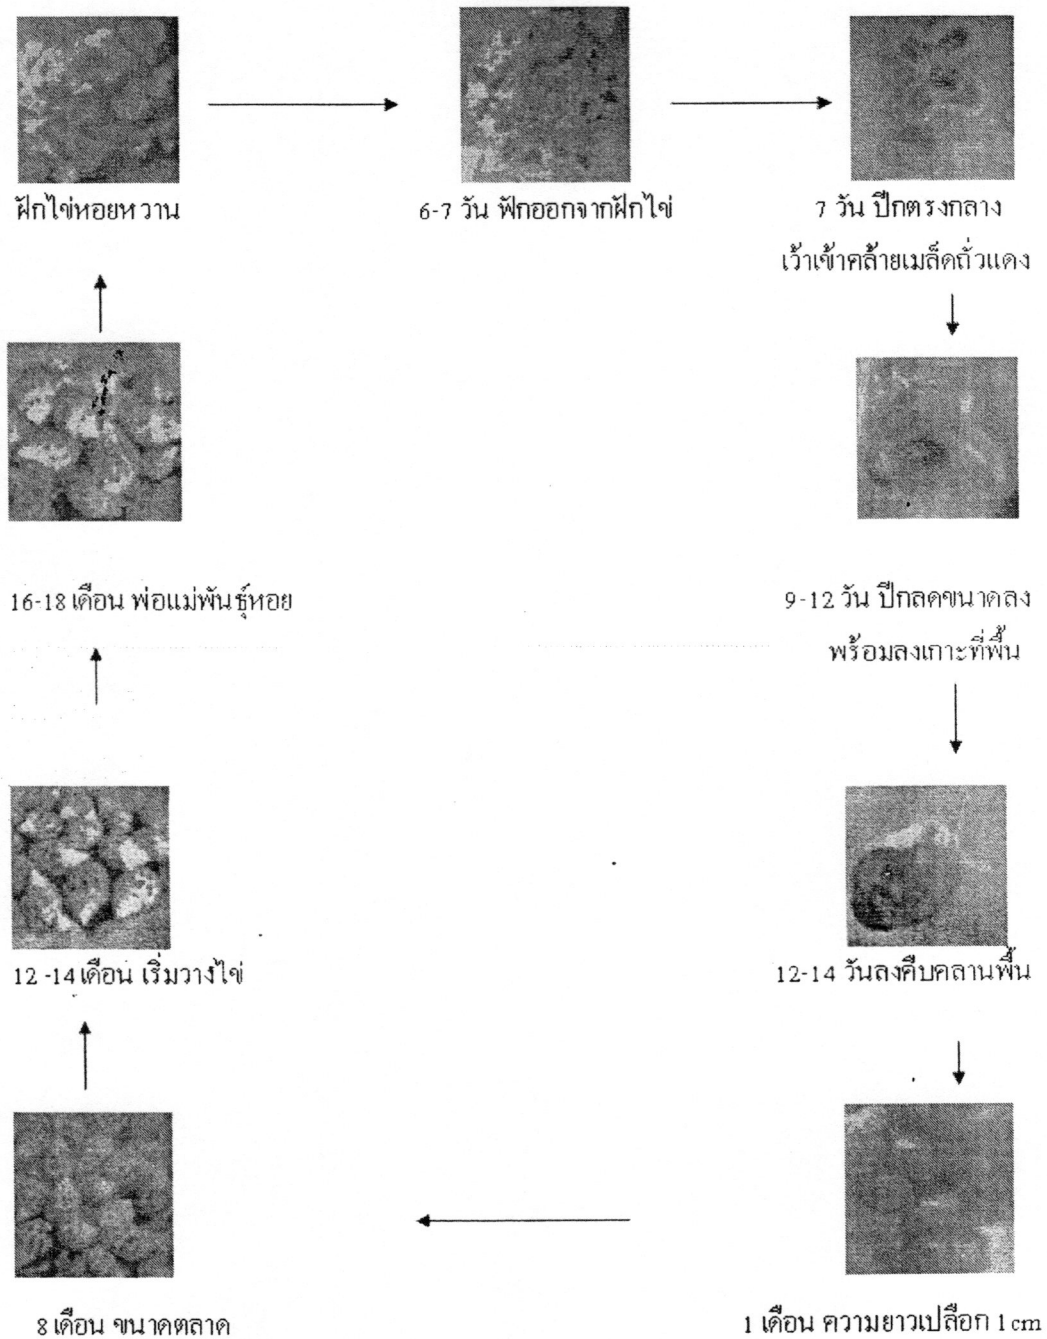 ฝักไข่หอยหวาน
6-7 วัน ฟักออกจากฝักไข่
7 วัน ปีกตรงกลาง
เว้าเข้าคล้ายเมล็ดถั่วแดง
9-12 วัน ปีกลดขนาดลง
พร้อมลงเกาะที่พื้น
12-14 วันลงคืบคลานพื้น
1 เดือน ความยาวเปลือก 1 cm
8 เดือน ขนาดตลาด
12 -14 เดือน เริ่มวางไข่
16-18 เดือน พ่อแม่พันธุ์หอย